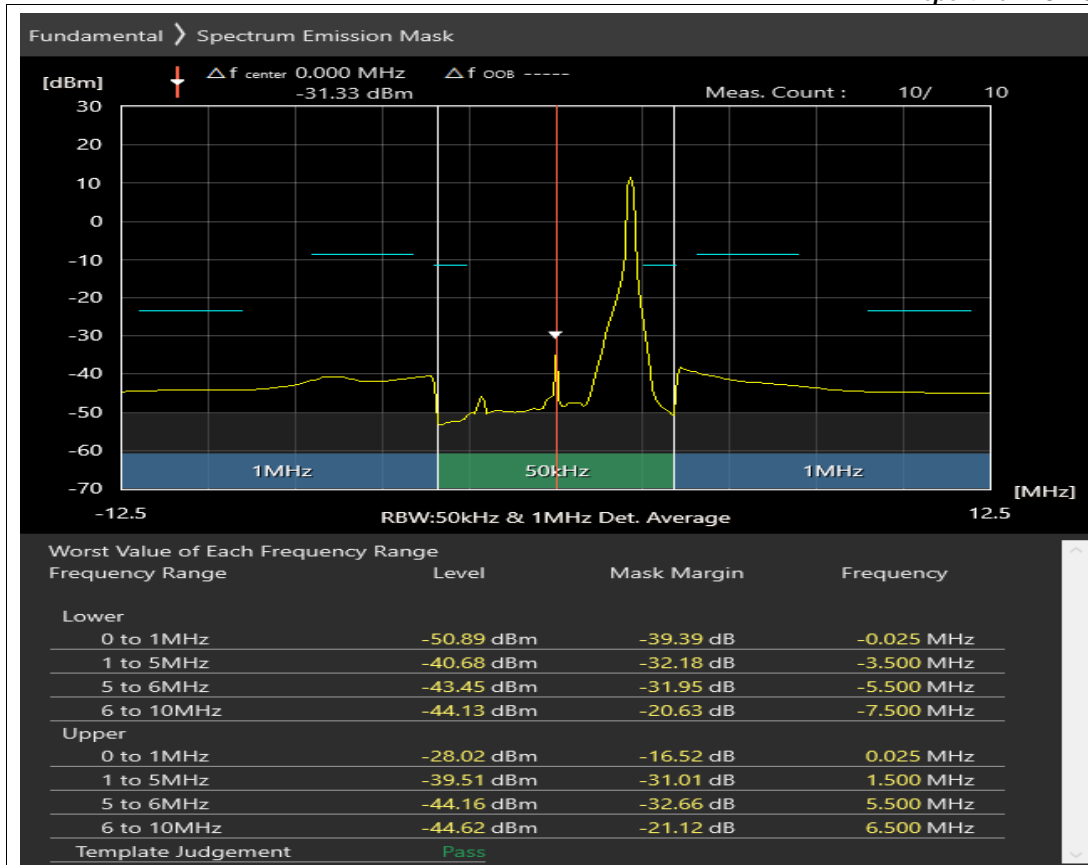 Fundamental ❯ Spectrum Emission Mask
[dBm] △ f center 0.000 MHz △ f OOB -----
-31.33 dBm Meas. Count : 10/ 10
30
20
10
0
-10
-20
-30
-40
-50
-60
-70
1MHz 50kHz 1MHz
[MHz]
-12.5 RBW:50kHz & 1MHz Det. Average 12.5
Worst Value of Each Frequency Range
Frequency Range Level Mask Margin Frequency
Lower
0 to 1MHz -50.89 dBm -39.39 dB -0.025 MHz
1 to 5MHz -40.68 dBm -32.18 dB -3.500 MHz
5 to 6MHz -43.45 dBm -31.95 dB -5.500 MHz
6 to 10MHz -44.13 dBm -20.63 dB -7.500 MHz
Upper
0 to 1MHz -28.02 dBm -16.52 dB 0.025 MHz
1 to 5MHz -39.51 dBm -31.01 dB 1.500 MHz
5 to 6MHz -44.16 dBm -32.66 dB 5.500 MHz
6 to 10MHz -44.62 dBm -21.12 dB 6.500 MHz
Template Judgement Pass